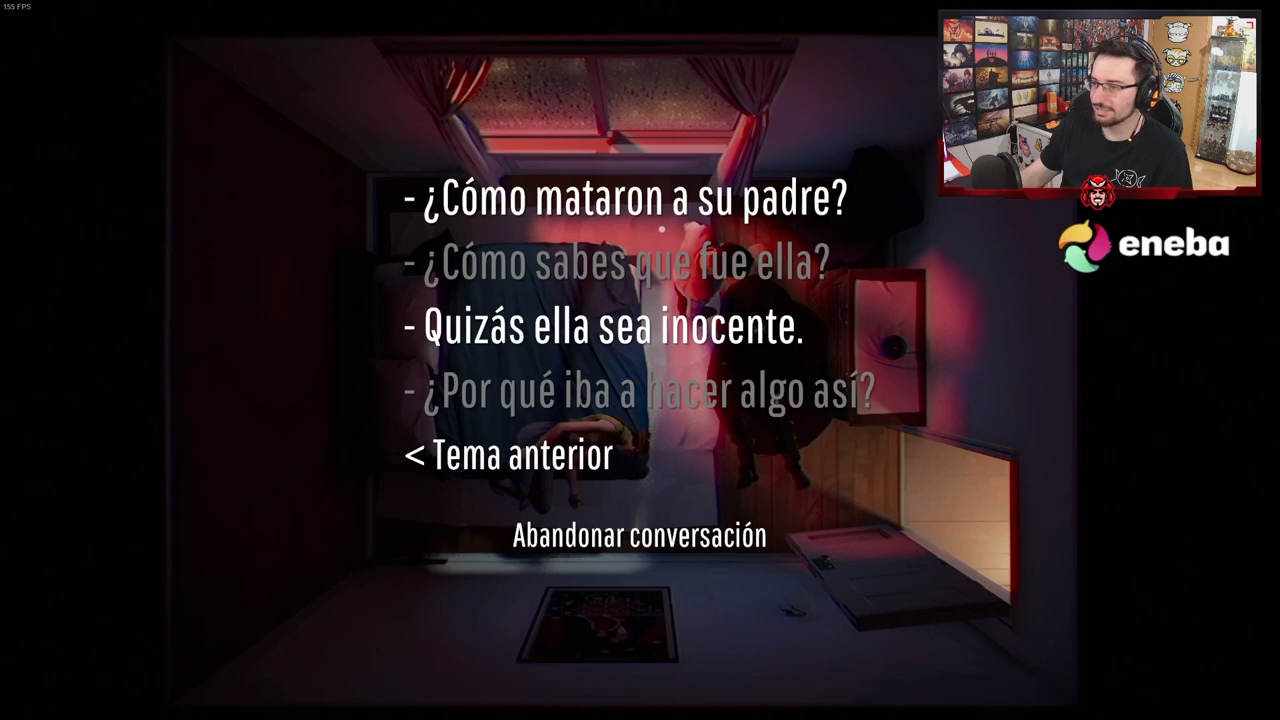 155 FPS
- ¿Cómo mataron a su padre?
- ¿Cómo sabes que fue ella?
- Quizás ella sea inocente.
- ¿Por qué iba a hacer algo así?
< Tema anterior
Abandonar conversación
eneba